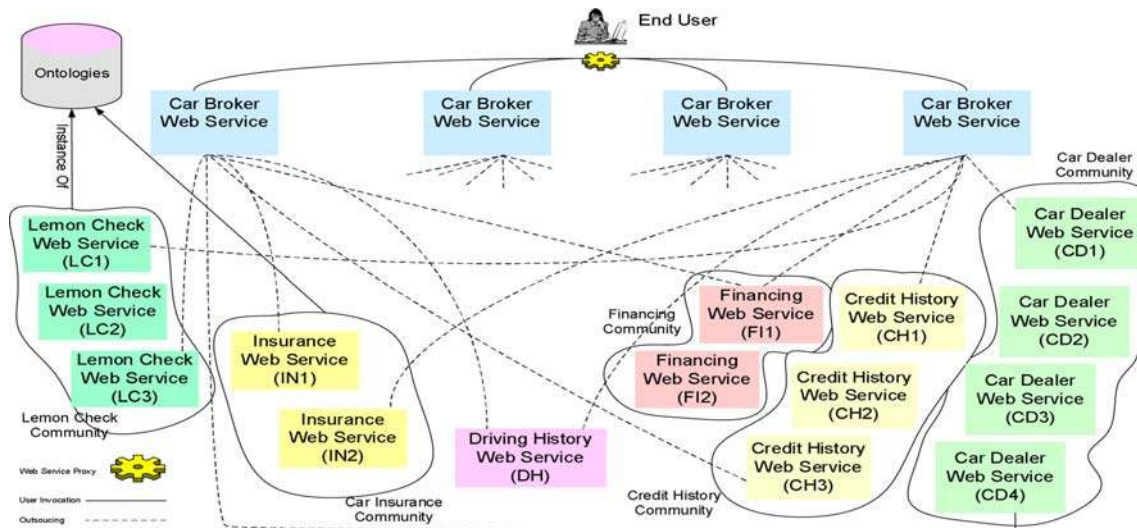 End User
Ontologies
Instance Of
Car Broker
Web Service
Car Broker
Web Service
Car Broker
Web Service
Car Broker
Web Service
Car Dealer
Community
Lemon Check
Web Service
(LC1)
Lemon Check
Web Service
(LC2)
Lemon Check
Web Service
(LC3)
Lemon Check
Community
Insurance
Web Service
(IN1)
Insurance
Web Service
(IN2)
Car Insurance
Community
Driving History
Web Service
(DH)
Financing
Community
Financing
Web Service
(FI1)
Financing
Web Service
(FI2)
Credit History
Web Service
(CH1)
Credit History
Web Service
(CH2)
Credit History
Web Service
(CH3)
Credit History
Community
Car Dealer
Web Service
(CD1)
Car Dealer
Web Service
(CD2)
Car Dealer
Web Service
(CD3)
Car Dealer
Web Service
(CD4)
Web Service Proxy
User Invocation
Outsoucing